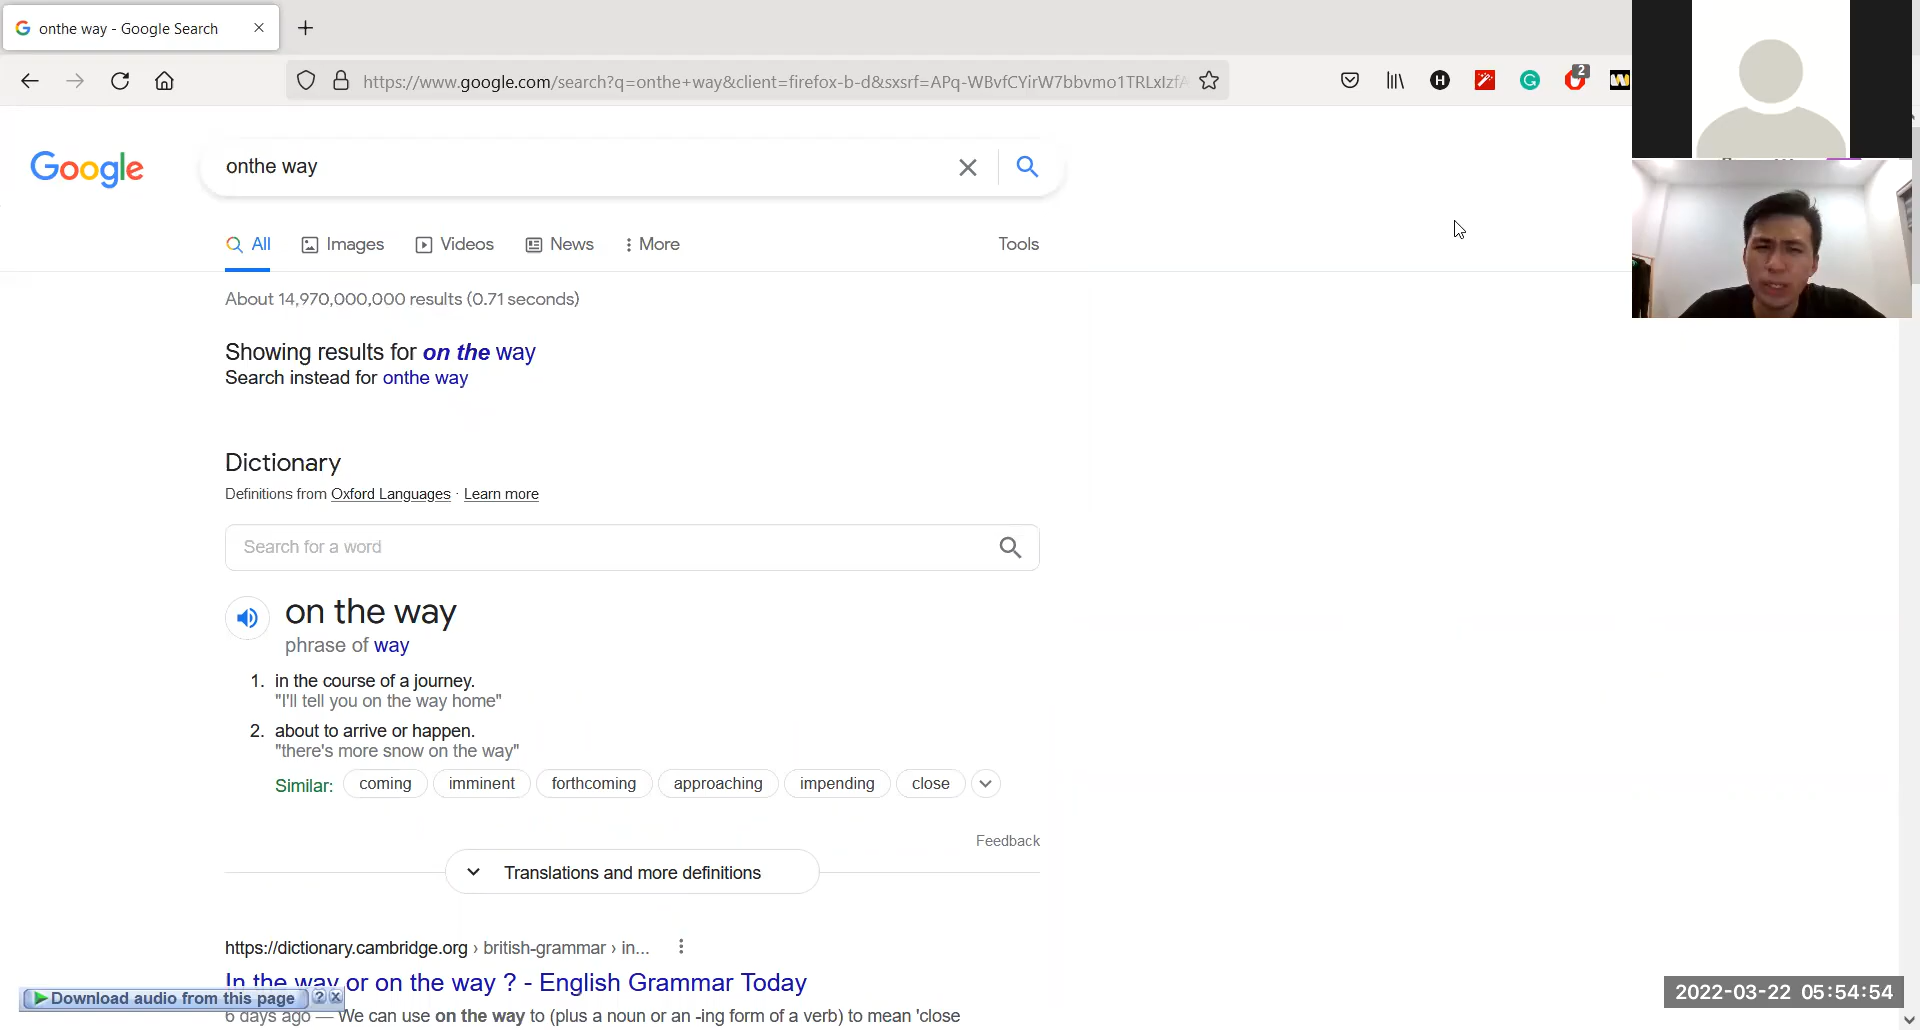 onthe way - Google Search
https://www.google.com/search?q=onthe+way&client=firefox-b-d&sxsrf=APq-WBvfCYirW7bbvmo1TRLxIzfA
2
Google
onthe way
All Images Videos News More Tools
About 14,970,000,000 results (0.71 seconds)
Showing results for on the way
Search instead for onthe way
Dictionary
Definitions from Oxford Languages · Learn more
Search for a word
on the way
phrase of way
1. in the course of a journey.
"I'll tell you on the way home"
2. about to arrive or happen.
"there's more snow on the way"
Similar: coming imminent forthcoming approaching impending close
Feedback
Translations and more definitions
https://dictionary.cambridge.org › british-grammar › in...
In the way or on the way ? - English Grammar Today
Download audio from this page ? X
6 days ago — We can use on the way to (plus a noun or an -ing form of a verb) to mean 'close
2022-03-22 05:54:54